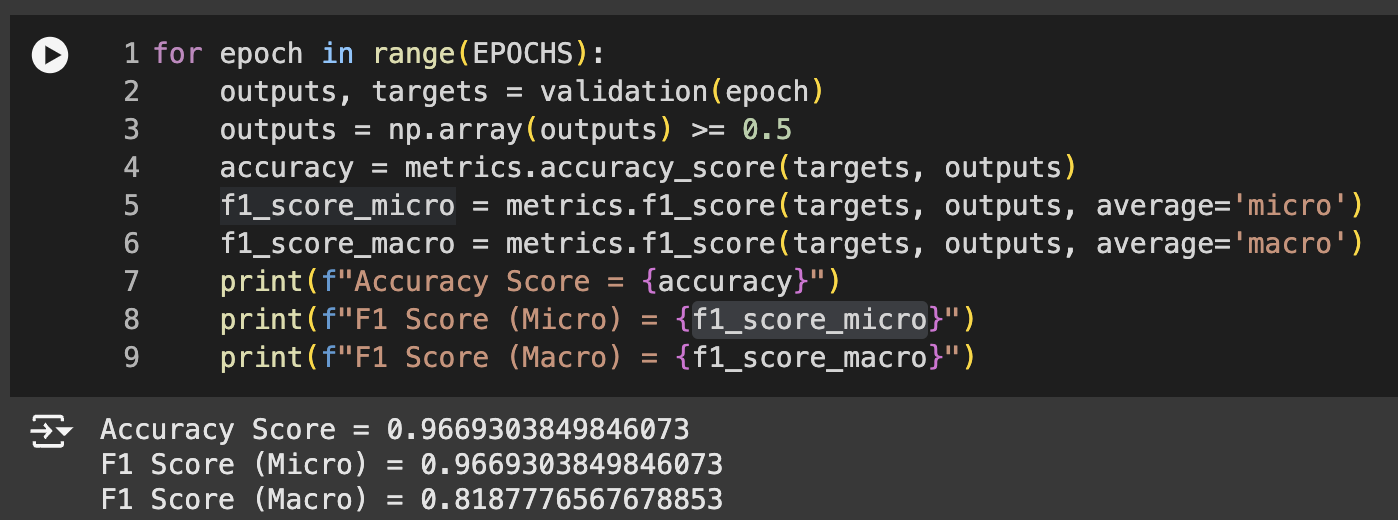 1 for epoch in range(EPOCHS):
2     outputs, targets = validation(epoch)
3     outputs = np.array(outputs) >= 0.5
4     accuracy = metrics.accuracy_score(targets, outputs)
5     f1_score_micro = metrics.f1_score(targets, outputs, average='micro')
6     f1_score_macro = metrics.f1_score(targets, outputs, average='macro')
7     print(f"Accuracy Score = {accuracy}")
8     print(f"F1 Score (Micro) = {f1_score_micro}")
9     print(f"F1 Score (Macro) = {f1_score_macro}")
Accuracy Score = 0.9669303849846073
F1 Score (Micro) = 0.9669303849846073
F1 Score (Macro) = 0.8187776567678853